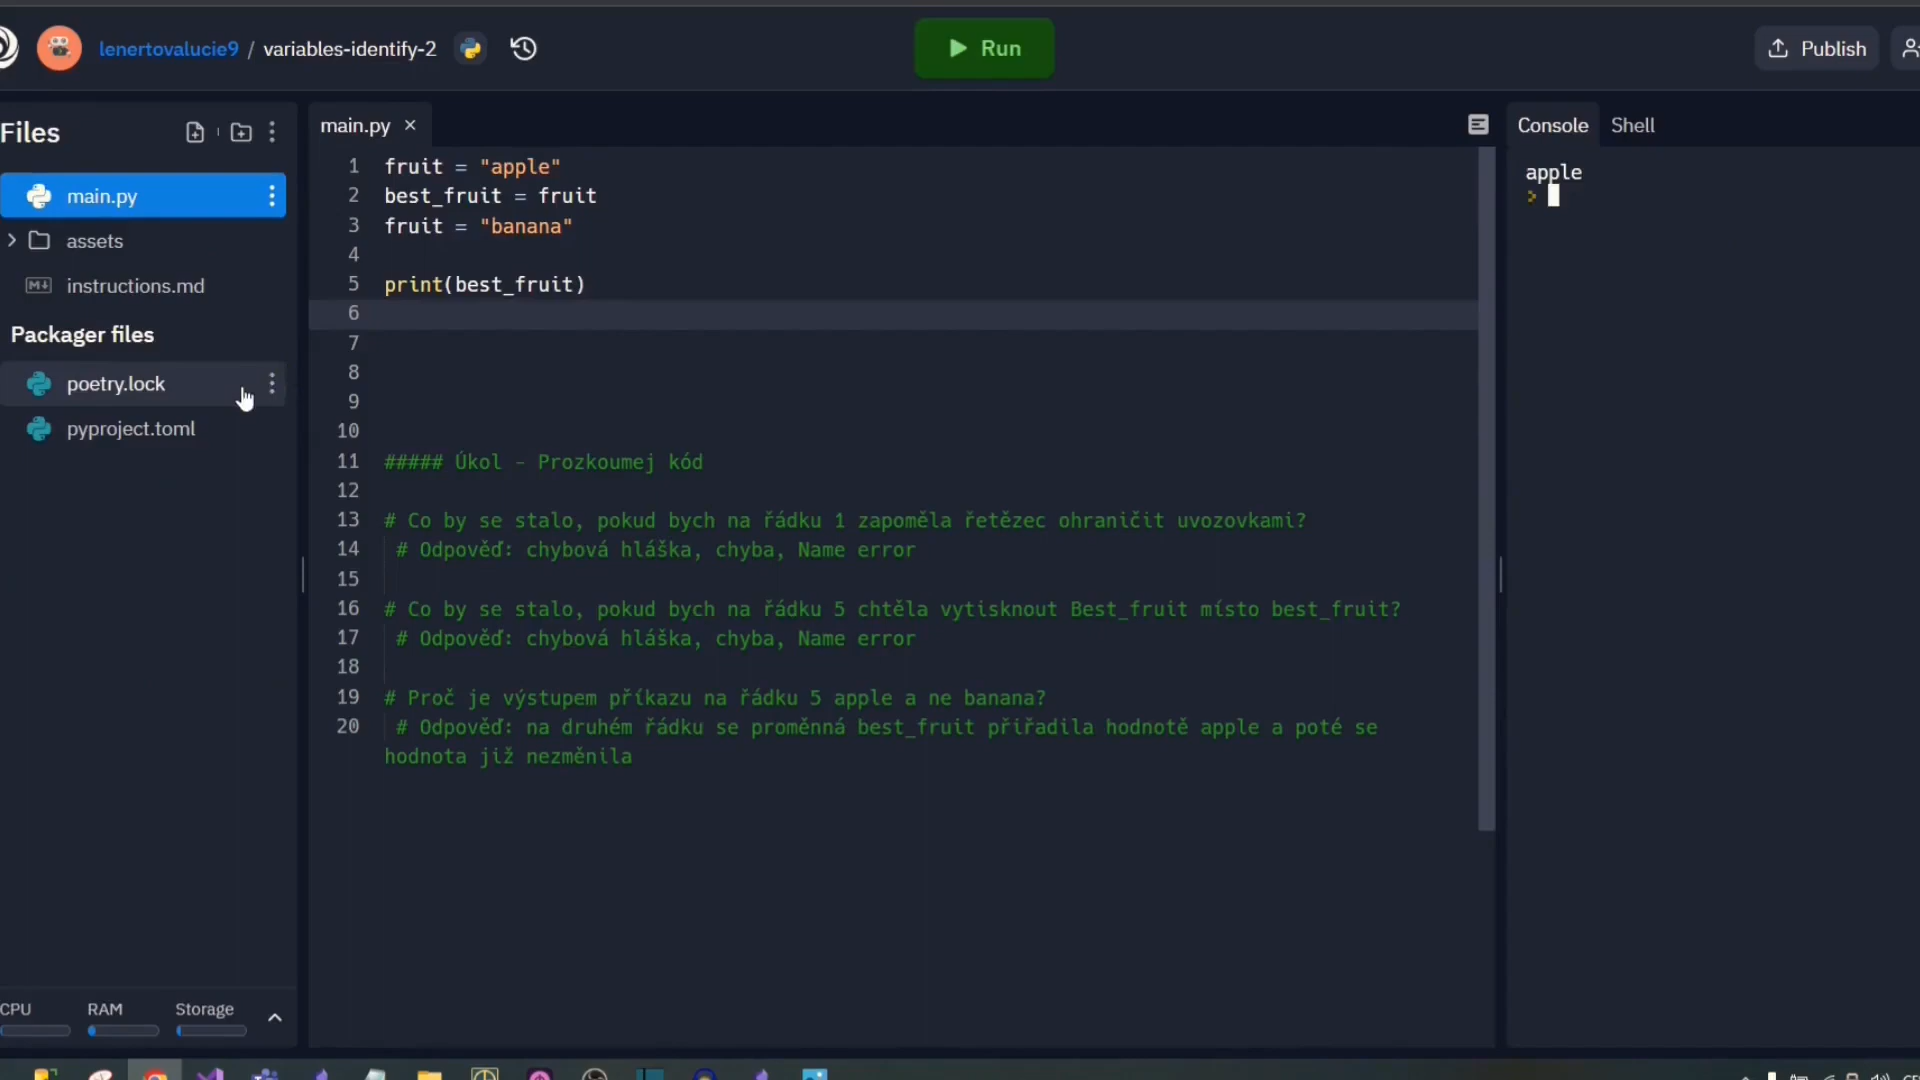 lenertovalucie9 / variables-identify-2
Run
Publish
Files
main.py
assets
instructions.md
Packager files
poetry.lock
pyproject.toml
CPU RAM Storage
main.py
1 fruit = "apple"
2 best_fruit = fruit
3 fruit = "banana"
4
5 print(best_fruit)
6
7
8
9
10
11 ##### Úkol - Prozkoumej kód
12
13 # Co by se stalo, pokud bych na řádku 1 zapoměla řetězec ohraničit uvozovkami?
14 # Odpověď: chybová hláška, chyba, Name error
15
16 # Co by se stalo, pokud bych na řádku 5 chtěla vytisknout Best_fruit místo best_fruit?
17 # Odpověď: chybová hláška, chyba, Name error
18
19 # Proč je výstupem příkazu na řádku 5 apple a ne banana?
20 # Odpověď: na druhém řádku se proměnná best_fruit přiřadila hodnotě apple a poté se
hodnota již nezměnila
Console Shell
apple
>